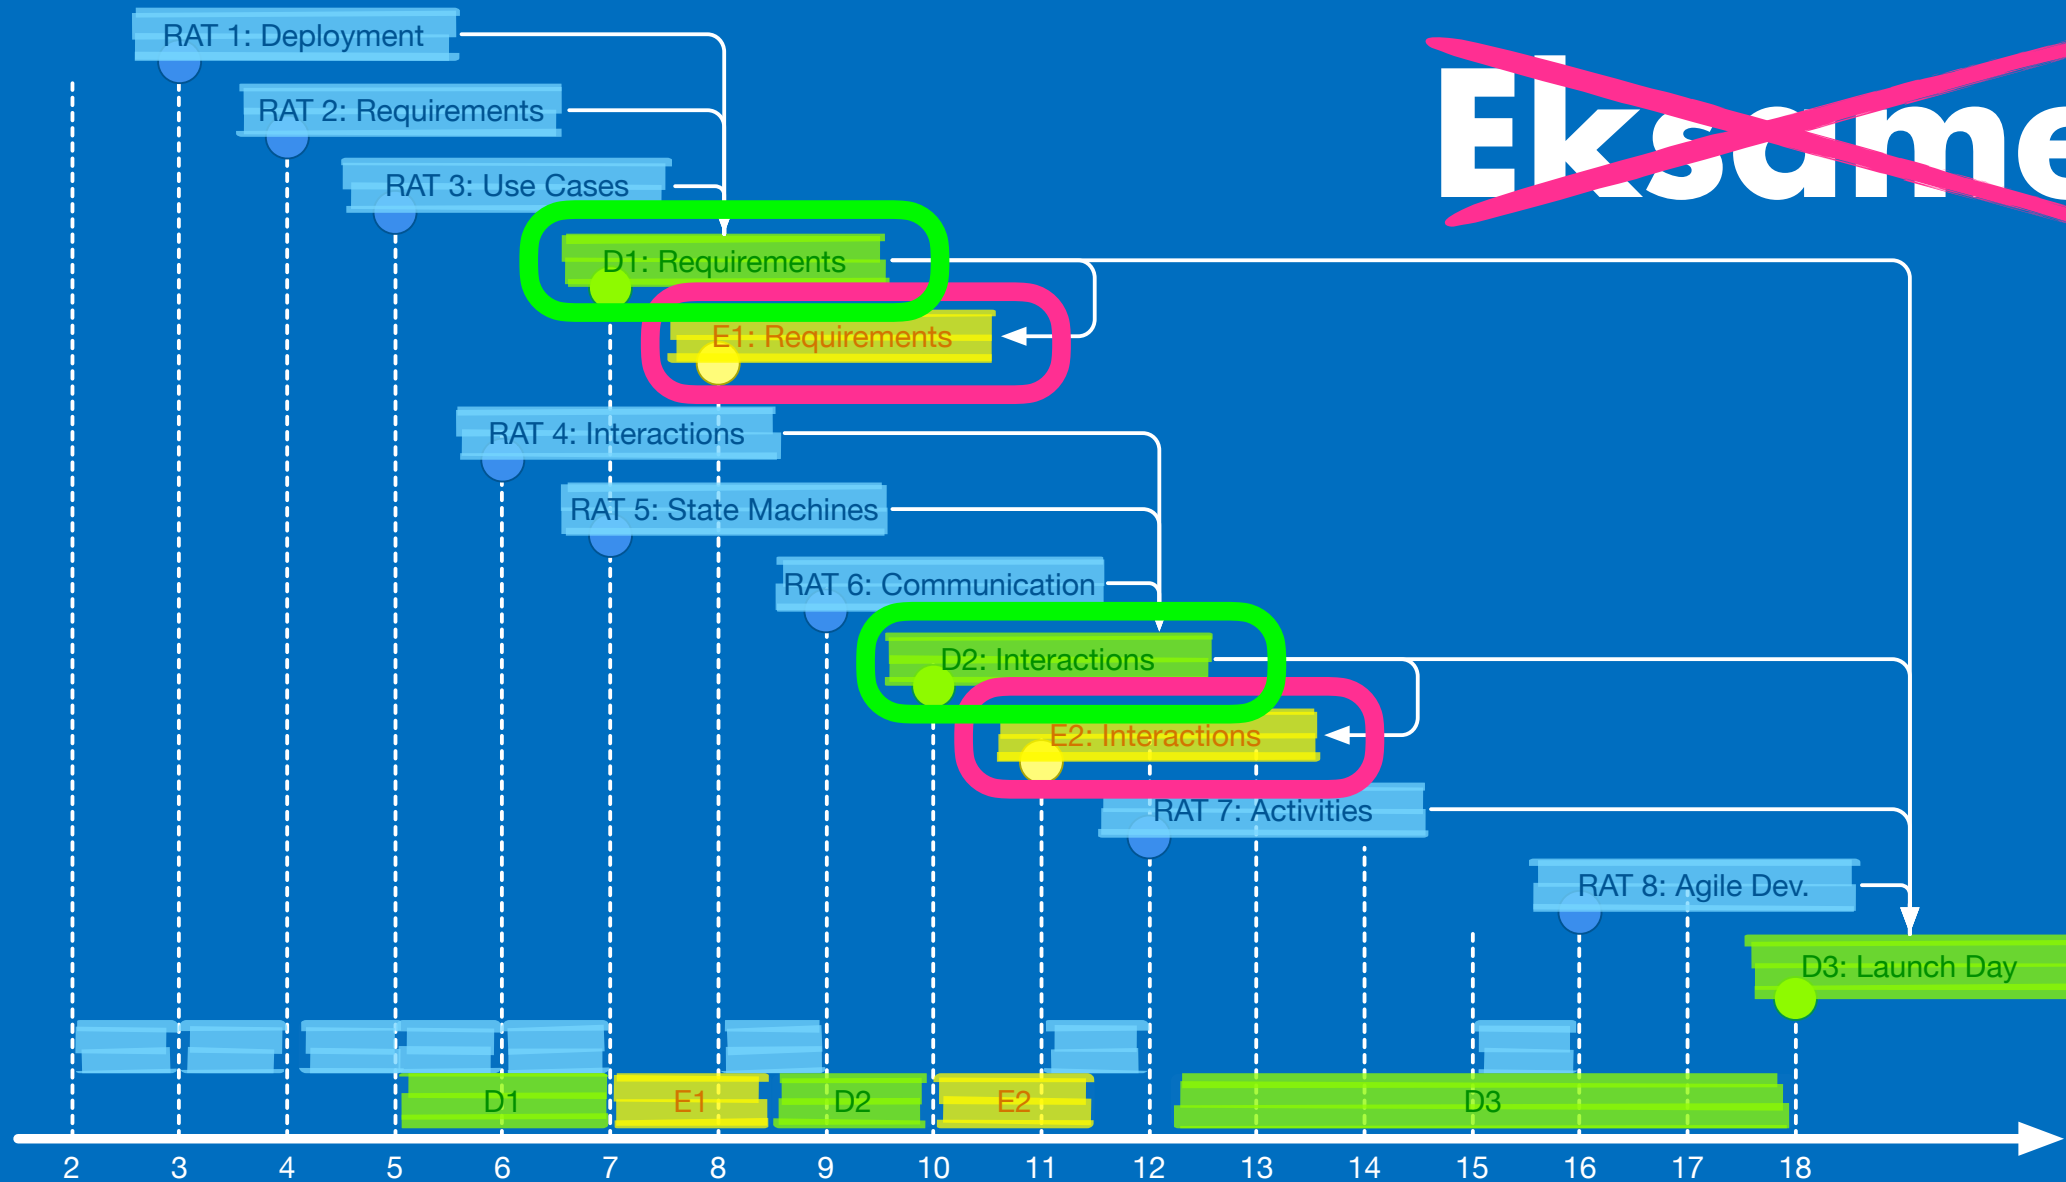 RAT 1: Deployment
Eksame
RAT 2: Requirements
RAT 3: Use Cases
D1: Requirements
E1: Requirements
RAT 4: Interactions
RAT 5: State Machines
RAT 6: Communication
D2: Interactions
E2: Interactions
RAT 7: Activities
RAT 8: Agile Dev.
D3: Launch Day
D1 E1 D2 E2 D3
2 3 4 5 6 7 8 9 10 11 12 13 14 15 16 17 18